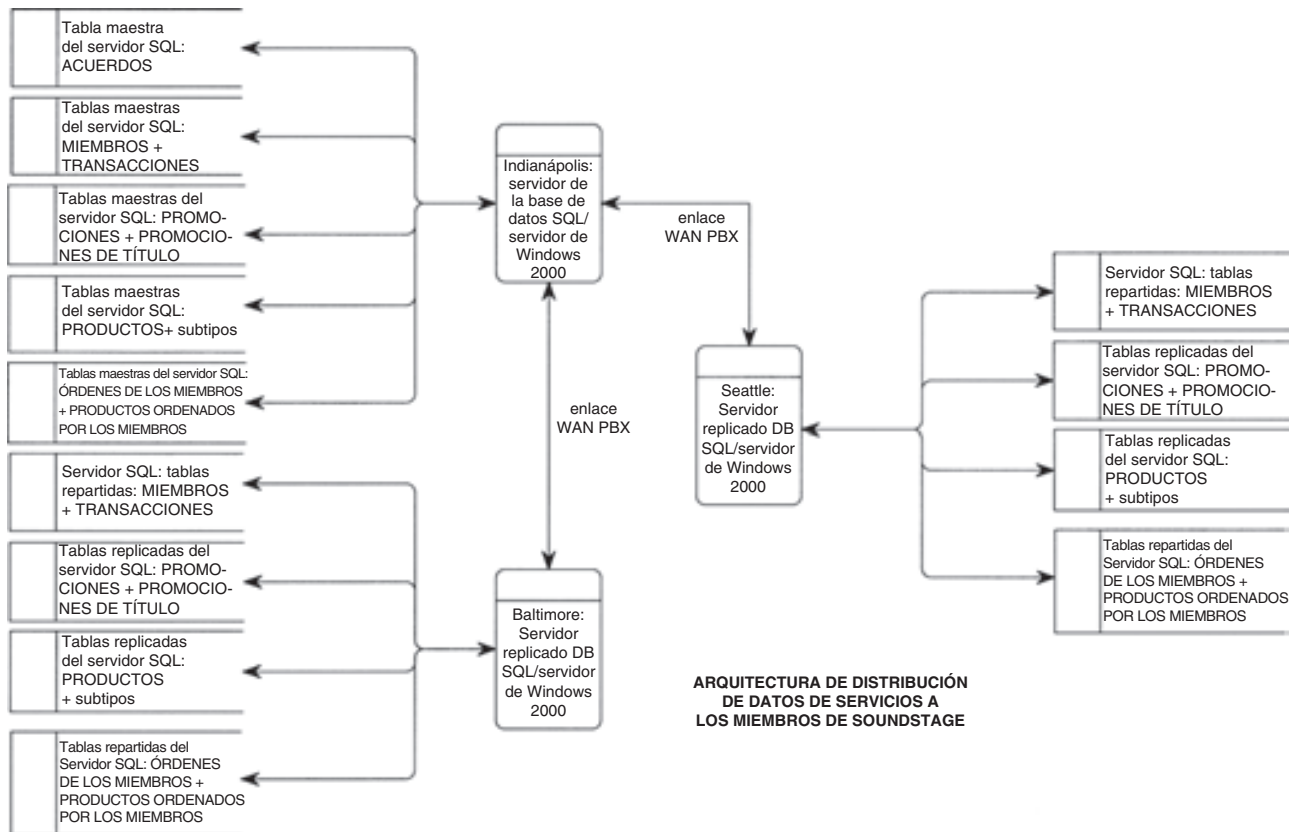 Tabla maestra
del servidor SQL:
ACUERDOS
Tablas maestras
del servidor SQL:
MIEMBROS +
TRANSACCIONES
Tablas maestras del
servidor SQL: PROMO-
CIONES + PROMOCIO-
NES DE TÍTULO
Tablas maestras
del servidor SQL:
PRODUCTOS+ subtipos
Tablas maestras del servidor SQL:
ÓRDENES DE LOS MIEMBROS
+ PRODUCTOS ORDENADOS
POR LOS MIEMBROS
Servidor SQL: tablas
repartidas: MIEMBROS
+ TRANSACCIONES
Tablas replicadas del
servidor SQL: PROMO-
CIONES + PROMOCIO-
NES DE TÍTULO
Tablas replicadas
del servidor SQL:
PRODUCTOS
+ subtipos
Tablas repartidas del
Servidor SQL: ÓRDENES
DE LOS MIEMBROS +
PRODUCTOS ORDENADOS
POR LOS MIEMBROS
Indianápolis:
servidor de
la base de
datos SQL/
servidor de
Windows
2000
enlace
WAN PBX
enlace
WAN PBX
Baltimore:
Servidor
replicado DB
SQL/servidor
de Windows
2000
Seattle:
Servidor
replicado DB
SQL/servidor
de Windows
2000
Servidor SQL: tablas
repartidas: MIEMBROS
+ TRANSACCIONES
Tablas replicadas del
servidor SQL: PROMO-
CIONES + PROMOCIO-
NES DE TÍTULO
Tablas replicadas
del servidor SQL:
PRODUCTOS
+ subtipos
Tablas repartidas del
Servidor SQL: ÓRDENES
DE LOS MIEMBROS +
PRODUCTOS ORDENADOS
POR LOS MIEMBROS
ARQUITECTURA DE DISTRIBUCIÓN
DE DATOS DE SERVICIOS A
LOS MIEMBROS DE SOUNDSTAGE